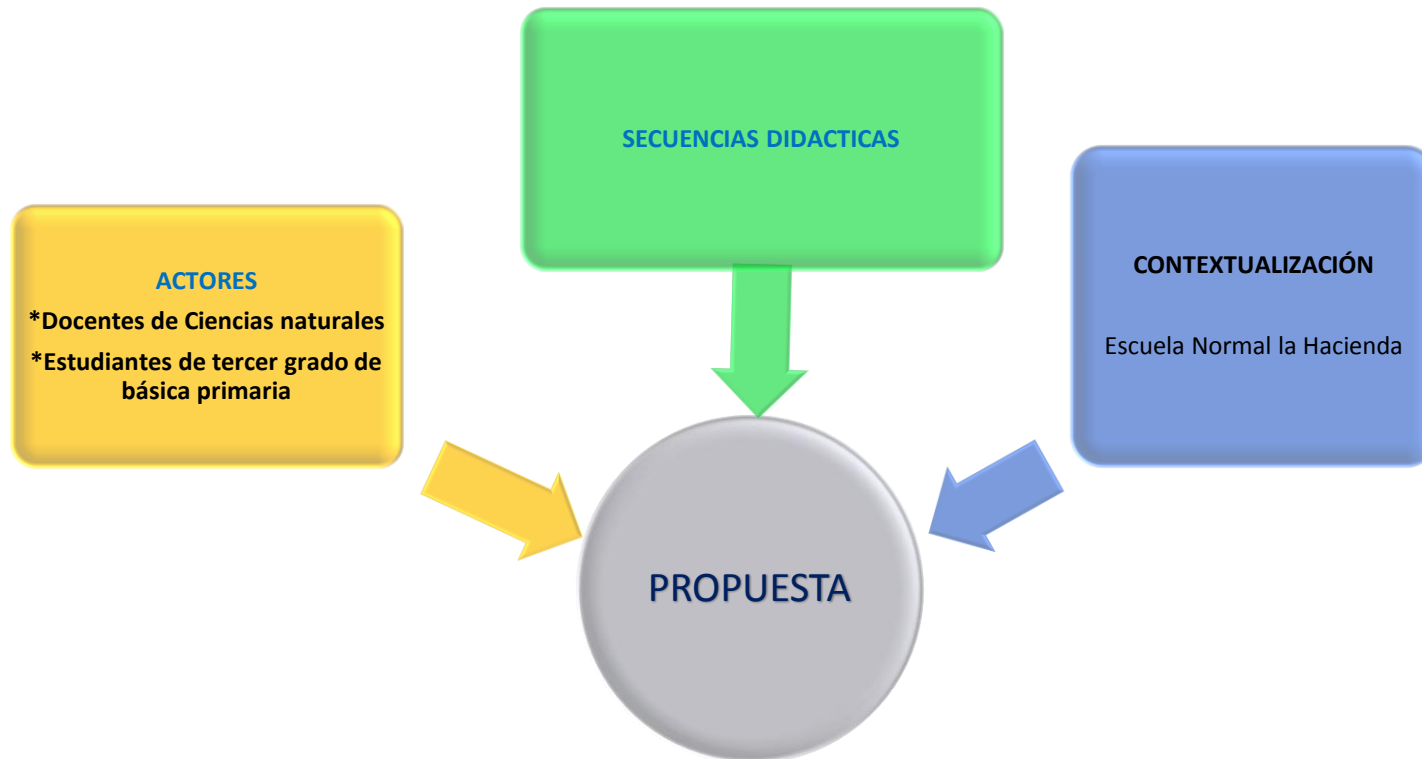 SECUENCIAS DIDACTICAS
ACTORES
*Docentes de Ciencias naturales
*Estudiantes de tercer grado de
básica primaria
CONTEXTUALIZACIÓN
Escuela Normal la Hacienda
PROPUESTA